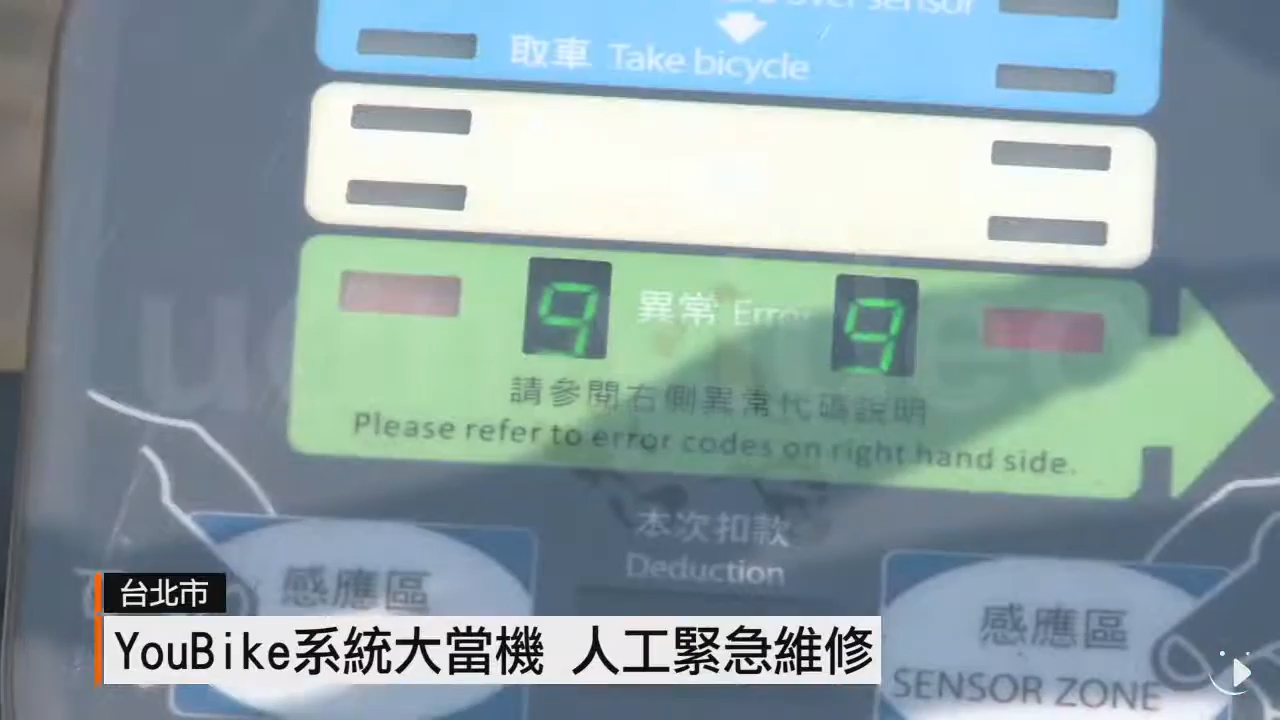 over sensor
取車 Take bicycle
9 異常 Error 9
請參閱右側異常代碼說明
Please refer to error codes on right hand side.
本次扣款
Deduction
感應區
感應區
SENSOR ZONE
台北市
YouBike系統大當機 人工緊急維修